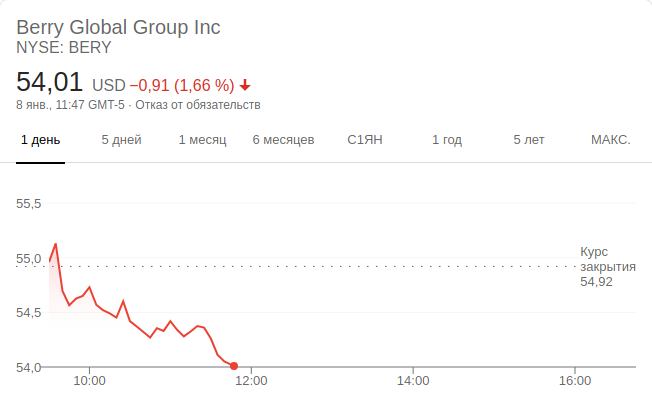 Berry Global Group Inc
NYSE: BERY
54,01 USD −0,91 (1,66 %)
8 янв., 11:47 GMT-5 · Отказ от обязательств
1 день 5 дней 1 месяц 6 месяцев С1ЯН 1 год 5 лет МАКС.
55,5
55,0
54,5
54,0
Курс
закрытия
54,92
10:00 12:00 14:00 16:00